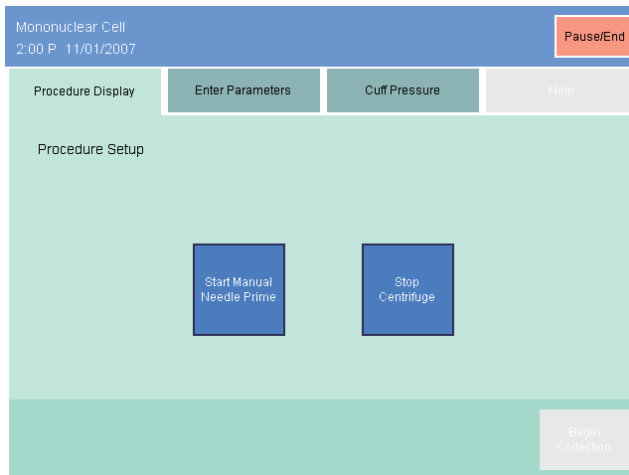 Mononuclear Cell
2:00 P 11/01/2007
Pause/End
Procedure Display
Enter Parameters
Cuff Pressure
Help
Procedure Setup
Start Manual
Needle Prime
Stop
Centrifuge
Begin
Collection